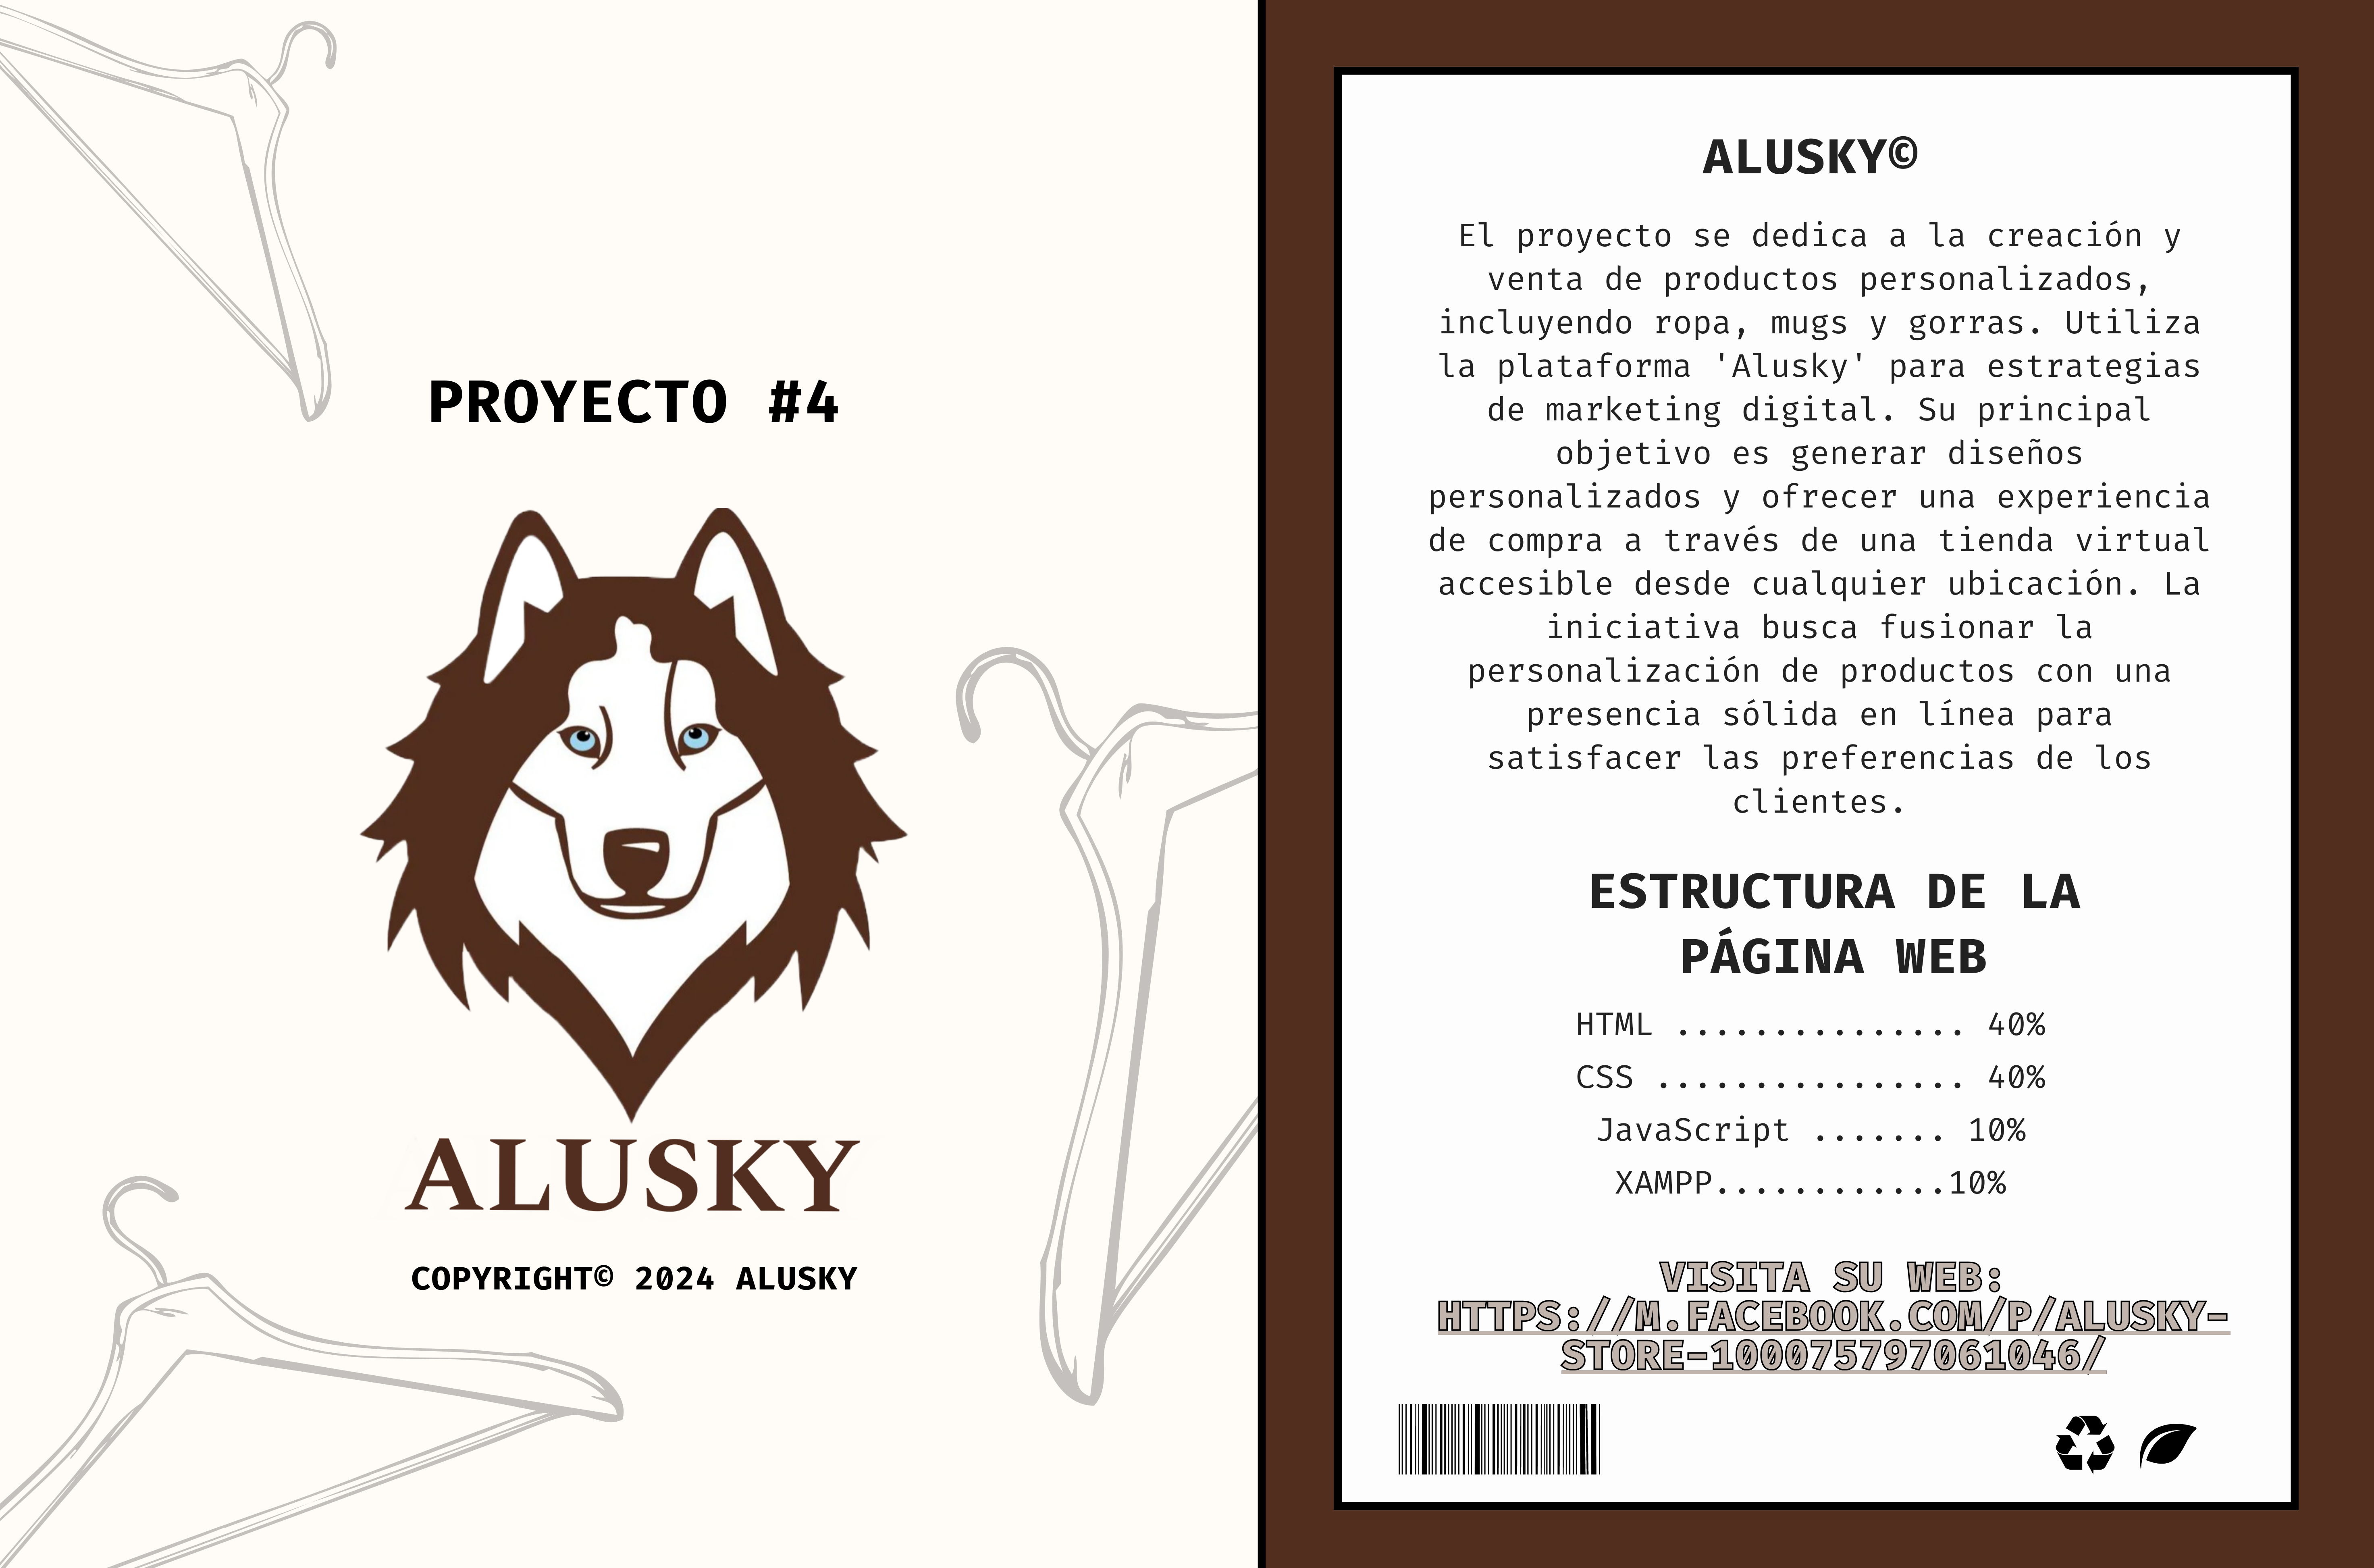 PROYECTO #4
ALUSKY
COPYRIGHT© 2024 ALUSKY
ALUSKY©
El proyecto se dedica a la creación y
venta de productos personalizados,
incluyendo ropa, mugs y gorras. Utiliza
la plataforma 'Alusky' para estrategias
de marketing digital. Su principal
objetivo es generar diseños
personalizados y ofrecer una experiencia
de compra a través de una tienda virtual
accesible desde cualquier ubicación. La
iniciativa busca fusionar la
personalización de productos con una
presencia sólida en línea para
satisfacer las preferencias de los
clientes.
ESTRUCTURA DE LA
PÁGINA WEB
HTML ............... 40%
CSS ................ 40%
JavaScript ....... 10%
XAMPP............10%
VISITA SU WEB:
HTTPS://M.FACEBOOK.COM/P/ALUSKY-
STORE-100075797061046/